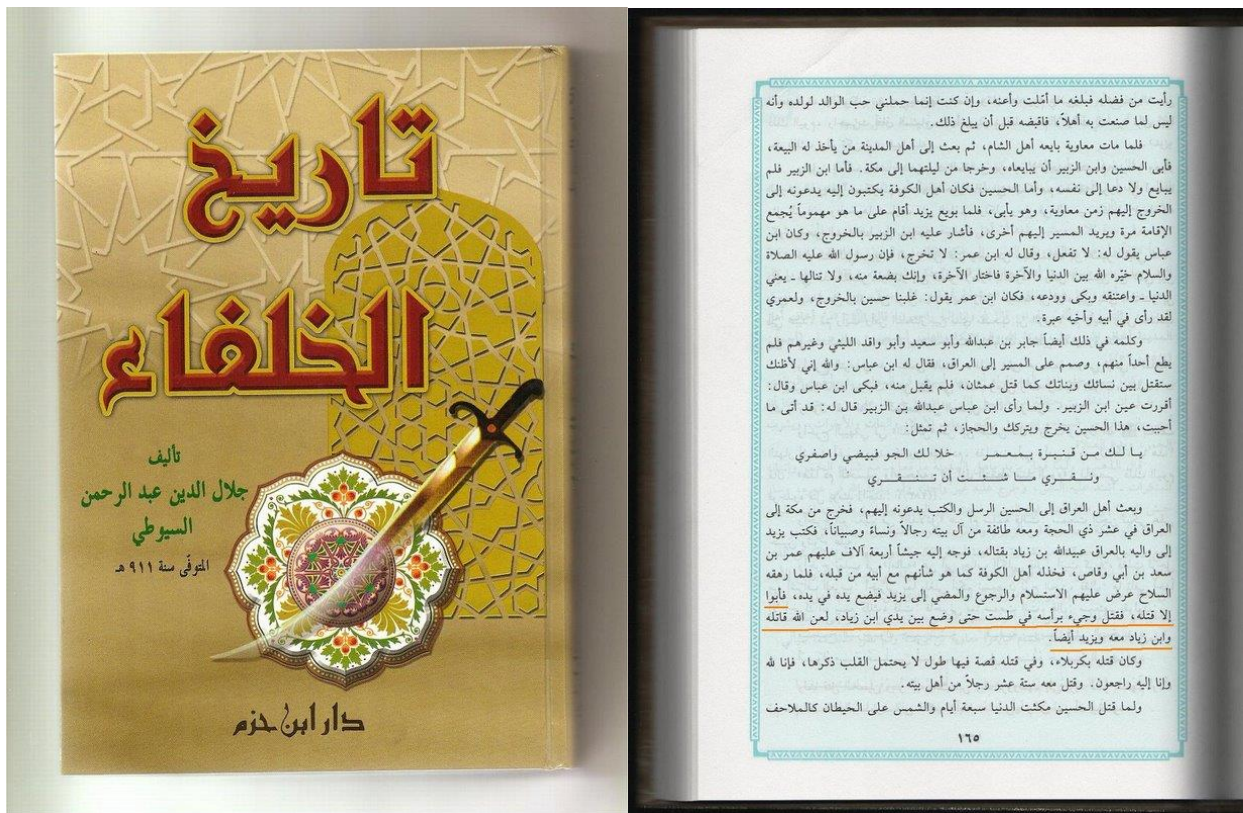 تاريخ
الخلفاء
تأليف
جلال الدين عبد الرحمن
السيوطي
المتوفّى سنة ٩١١ هـ
دار ابن حزم
رأيت من فضله فبلغه ما أمّلت وأعنه، وإن كنت إنما حملني حب الوالد لولده وأنه
ليس لما صنعت به أهلاً، فاقبضه قبل أن يبلغ ذلك.
فلما مات معاوية بايعه أهل الشام، ثم بعث إلى أهل المدينة من يأخذ له البيعة،
فأبى الحسين وابن الزبير أن يبايعاه، وخرجا من ليلتهما إلى مكة. فأما ابن الزبير فلم
يبايع ولا دعا إلى نفسه، وأما الحسين فكان أهل الكوفة يكتبون إليه يدعونه إلى
الخروج إليهم زمن معاوية، وهو يأبى، فلما بويع يزيد أقام على ما هو مهموماً يُجمع
الإقامة مرة ويريد المسير إليهم أخرى، فأشار عليه ابن الزبير بالخروج، وكان ابن
عباس يقول له: لا تفعل، وقال له ابن عمر: لا تخرج، فإن رسول الله عليه الصلاة
والسلام خيّره الله بين الدنيا والآخرة فاختار الآخرة، وإنك بضعة منه، ولا تنالها ـ يعني
الدنيا ـ واعتنقه وبكى وودعه، فكان ابن عمر يقول: غلبنا حسين بالخروج، ولعمري
لقد رأى في أبيه وأخيه عبرة.
وكلمه في ذلك أيضاً جابر بن عبدالله وأبو سعيد وأبو واقد الليثي وغيرهم فلم
يطع أحداً منهم، وصمم على المسير إلى العراق، فقال له ابن عباس: والله إني لأظنك
ستقتل بين نسائك وبناتك كما قتل عمثان، فلم يقبل منه، فبكى ابن عباس وقال:
أقررت عين ابن الزبير. ولما رأى ابن عباس عبدالله بن الزبير قال له: قد أتى ما
أحببت، هذا الحسين يخرج ويتركك والحجاز، ثم تمثل:
يا لك من قنبرة بمعمر خلا لك الجو فبيضي واصفري
ونقري ما شئت أن تنقري
وبعث أهل العراق إلى الحسين الرسل والكتب يدعونه إليهم، فخرج من مكة إلى
العراق في عشر ذي الحجة ومعه طائفة من آل بيته رجالاً ونساءً وصبياناً، فكتب يزيد
إلى واليه بالعراق عبيدالله بن زياد بقتاله، فوجه إليه جيشاً أربعة آلاف عليهم عمر بن
سعد بن أبي وقاص، فخذله أهل الكوفة كما هو شأنهم مع أبيه من قبله، فلما رهقه
السلاح عرض عليهم الاستسلام والرجوع والمضي إلى يزيد فيضع يده في يده، فأبوا
إلا قتله، فقتل وجيء برأسه في طست حتى وضع بين يدي ابن زياد، لعن الله قاتله
وابن زياد معه ويزيد أيضاً.
وكان قتله بكربلاء، وفي قتله قصة فيها طول لا يحتمل القلب ذكرها، فإنا لله
وإنا إليه راجعون. وقتل معه ستة عشر رجلاً من أهل بيته.
ولما قتل الحسين مكثت الدنيا سبعة أيام والشمس على الحيطان كالملاحف
١٦٥